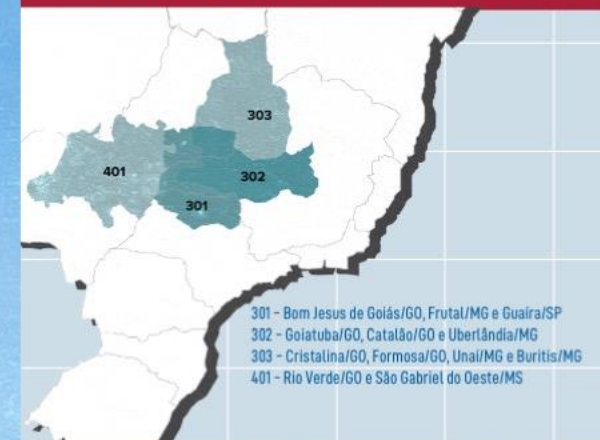 303
401
302
301
301 - Bom Jesus de Goiás/GO, Frutal/MG e Guaíra/SP
302 - Goiatuba/GO, Catalão/GO e Uberlândia/MG
303 - Cristalina/GO, Formosa/GO, Unaí/MG e Buritis/MG
401 - Rio Verde/GO e São Gabriel do Oeste/MS